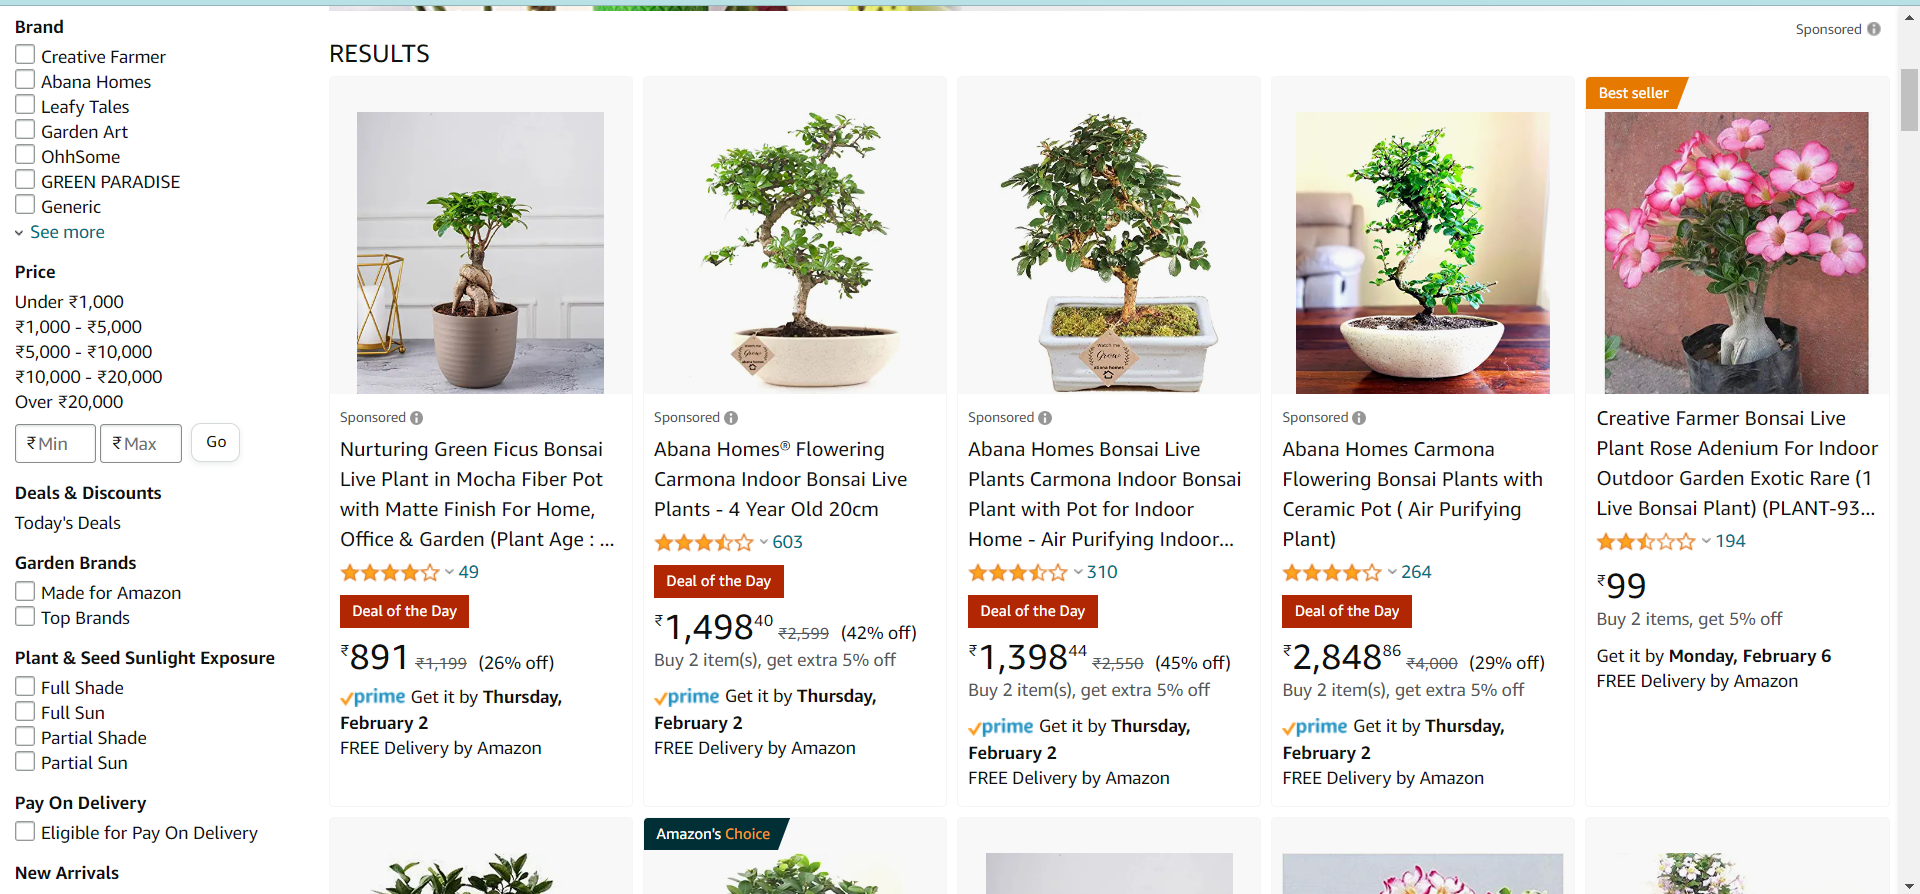 Brand
Creative Farmer
Abana Homes
Leafy Tales
Garden Art
OhhSome
GREEN PARADISE
Generic
See more
Price
Under ₹1,000
₹1,000 - ₹5,000
₹5,000 - ₹10,000
₹10,000 - ₹20,000
Over ₹20,000
₹ Min
₹ Max
Go
Deals & Discounts
Today's Deals
Garden Brands
Made for Amazon
Top Brands
Plant & Seed Sunlight Exposure
Full Shade
Full Sun
Partial Shade
Partial Sun
Pay On Delivery
Eligible for Pay On Delivery
New Arrivals
Sponsored
RESULTS
Sponsored
Nurturing Green Ficus Bonsai
Live Plant in Mocha Fiber Pot
with Matte Finish For Home,
Office & Garden (Plant Age : ...
49
Deal of the Day
₹891 ₹1,199 (26% off)
prime Get it by Thursday,
February 2
FREE Delivery by Amazon
watch me
Grow
abana homes
Sponsored
Abana Homes® Flowering
Carmona Indoor Bonsai Live
Plants - 4 Year Old 20cm
603
Deal of the Day
₹1,498⁴⁰ ₹2,599 (42% off)
Buy 2 item(s), get extra 5% off
prime Get it by Thursday,
February 2
FREE Delivery by Amazon
watch me
Grow
abana homes
Sponsored
Abana Homes Bonsai Live
Plants Carmona Indoor Bonsai
Plant with Pot for Indoor
Home - Air Purifying Indoor...
310
Deal of the Day
₹1,398⁴⁴ ₹2,550 (45% off)
Buy 2 item(s), get extra 5% off
prime Get it by Thursday,
February 2
FREE Delivery by Amazon
Sponsored
Abana Homes Carmona
Flowering Bonsai Plants with
Ceramic Pot ( Air Purifying
Plant)
264
Deal of the Day
₹2,848⁸⁶ ₹4,000 (29% off)
Buy 2 item(s), get extra 5% off
prime Get it by Thursday,
February 2
FREE Delivery by Amazon
Best seller
Creative Farmer Bonsai Live
Plant Rose Adenium For Indoor
Outdoor Garden Exotic Rare (1
Live Bonsai Plant) (PLANT-93...
194
₹99
Buy 2 items, get 5% off
Get it by Monday, February 6
FREE Delivery by Amazon
Amazon's Choice